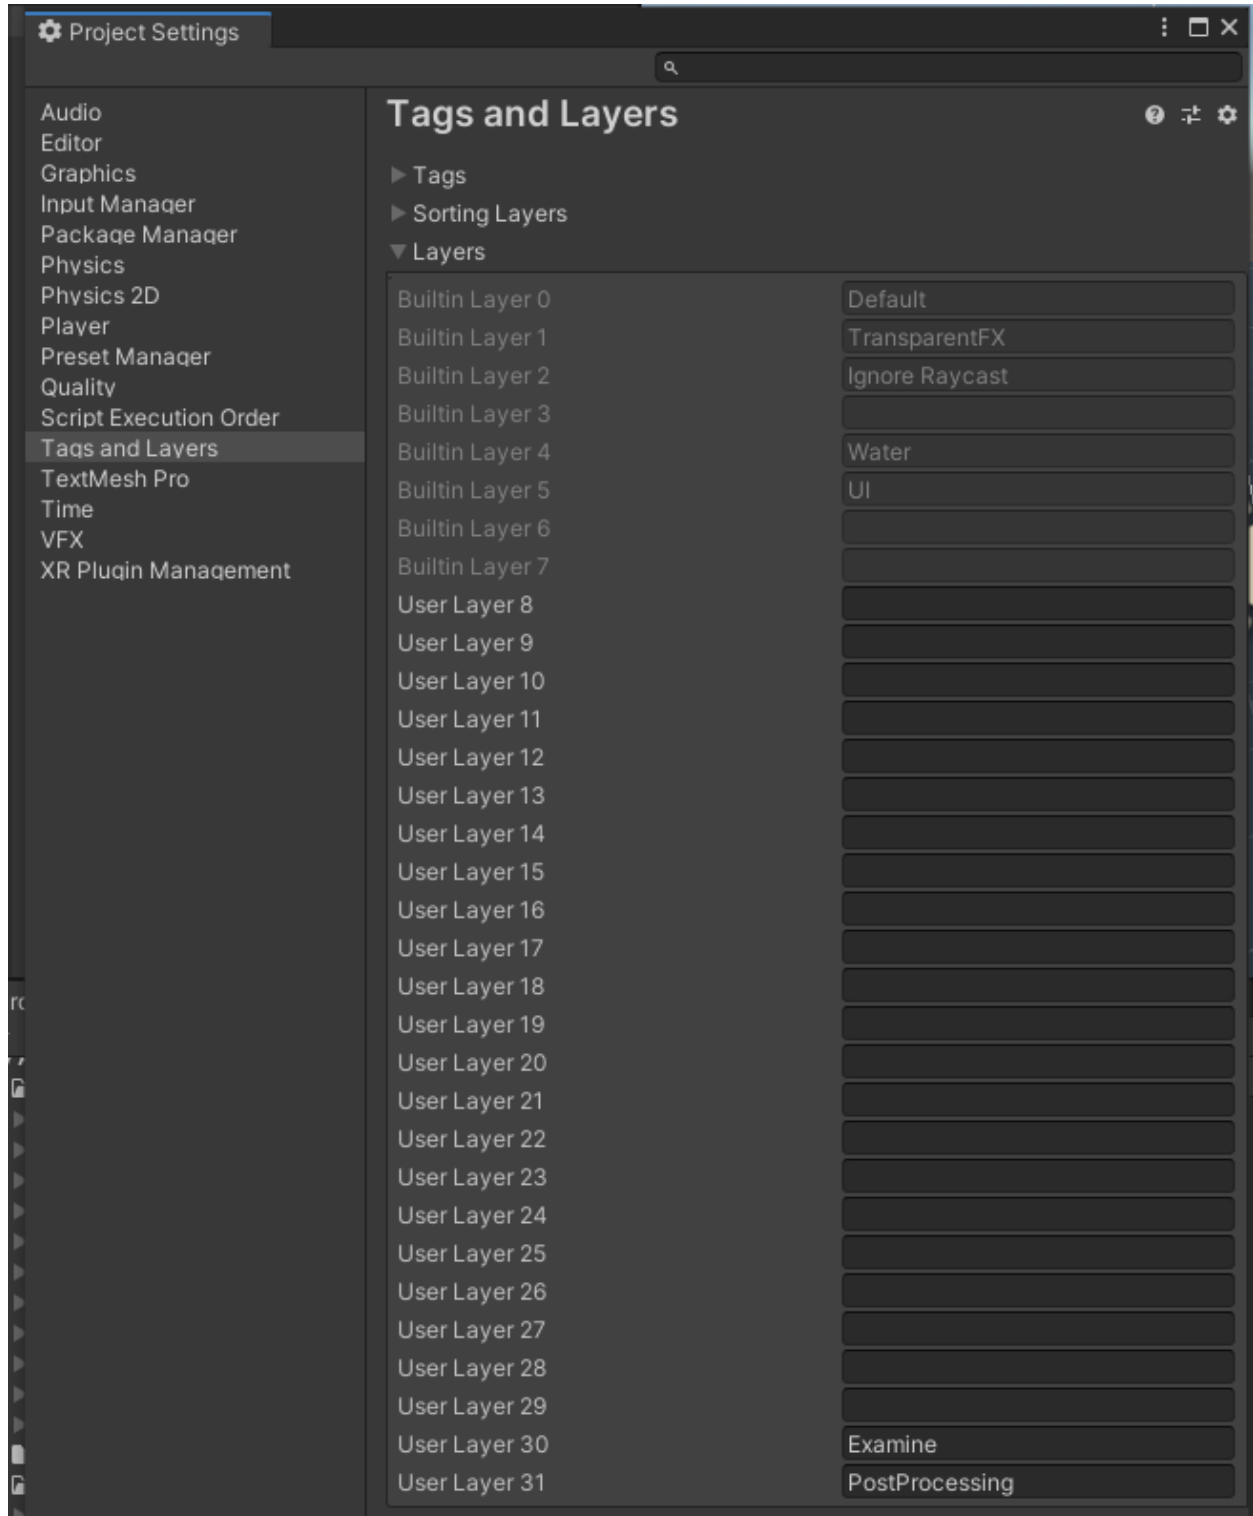 Project Settings
Audio
Editor
Graphics
Input Manager
Package Manager
Physics
Physics 2D
Player
Preset Manager
Quality
Script Execution Order
Tags and Layers
TextMesh Pro
Time
VFX
XR Plugin Management
Tags and Layers
Tags
Sorting Layers
Layers
Builtin Layer 0 Default
Builtin Layer 1 TransparentFX
Builtin Layer 2 Ignore Raycast
Builtin Layer 3
Builtin Layer 4 Water
Builtin Layer 5 UI
Builtin Layer 6
Builtin Layer 7
User Layer 8
User Layer 9
User Layer 10
User Layer 11
User Layer 12
User Layer 13
User Layer 14
User Layer 15
User Layer 16
User Layer 17
User Layer 18
User Layer 19
User Layer 20
User Layer 21
User Layer 22
User Layer 23
User Layer 24
User Layer 25
User Layer 26
User Layer 27
User Layer 28
User Layer 29
User Layer 30 Examine
User Layer 31 PostProcessing